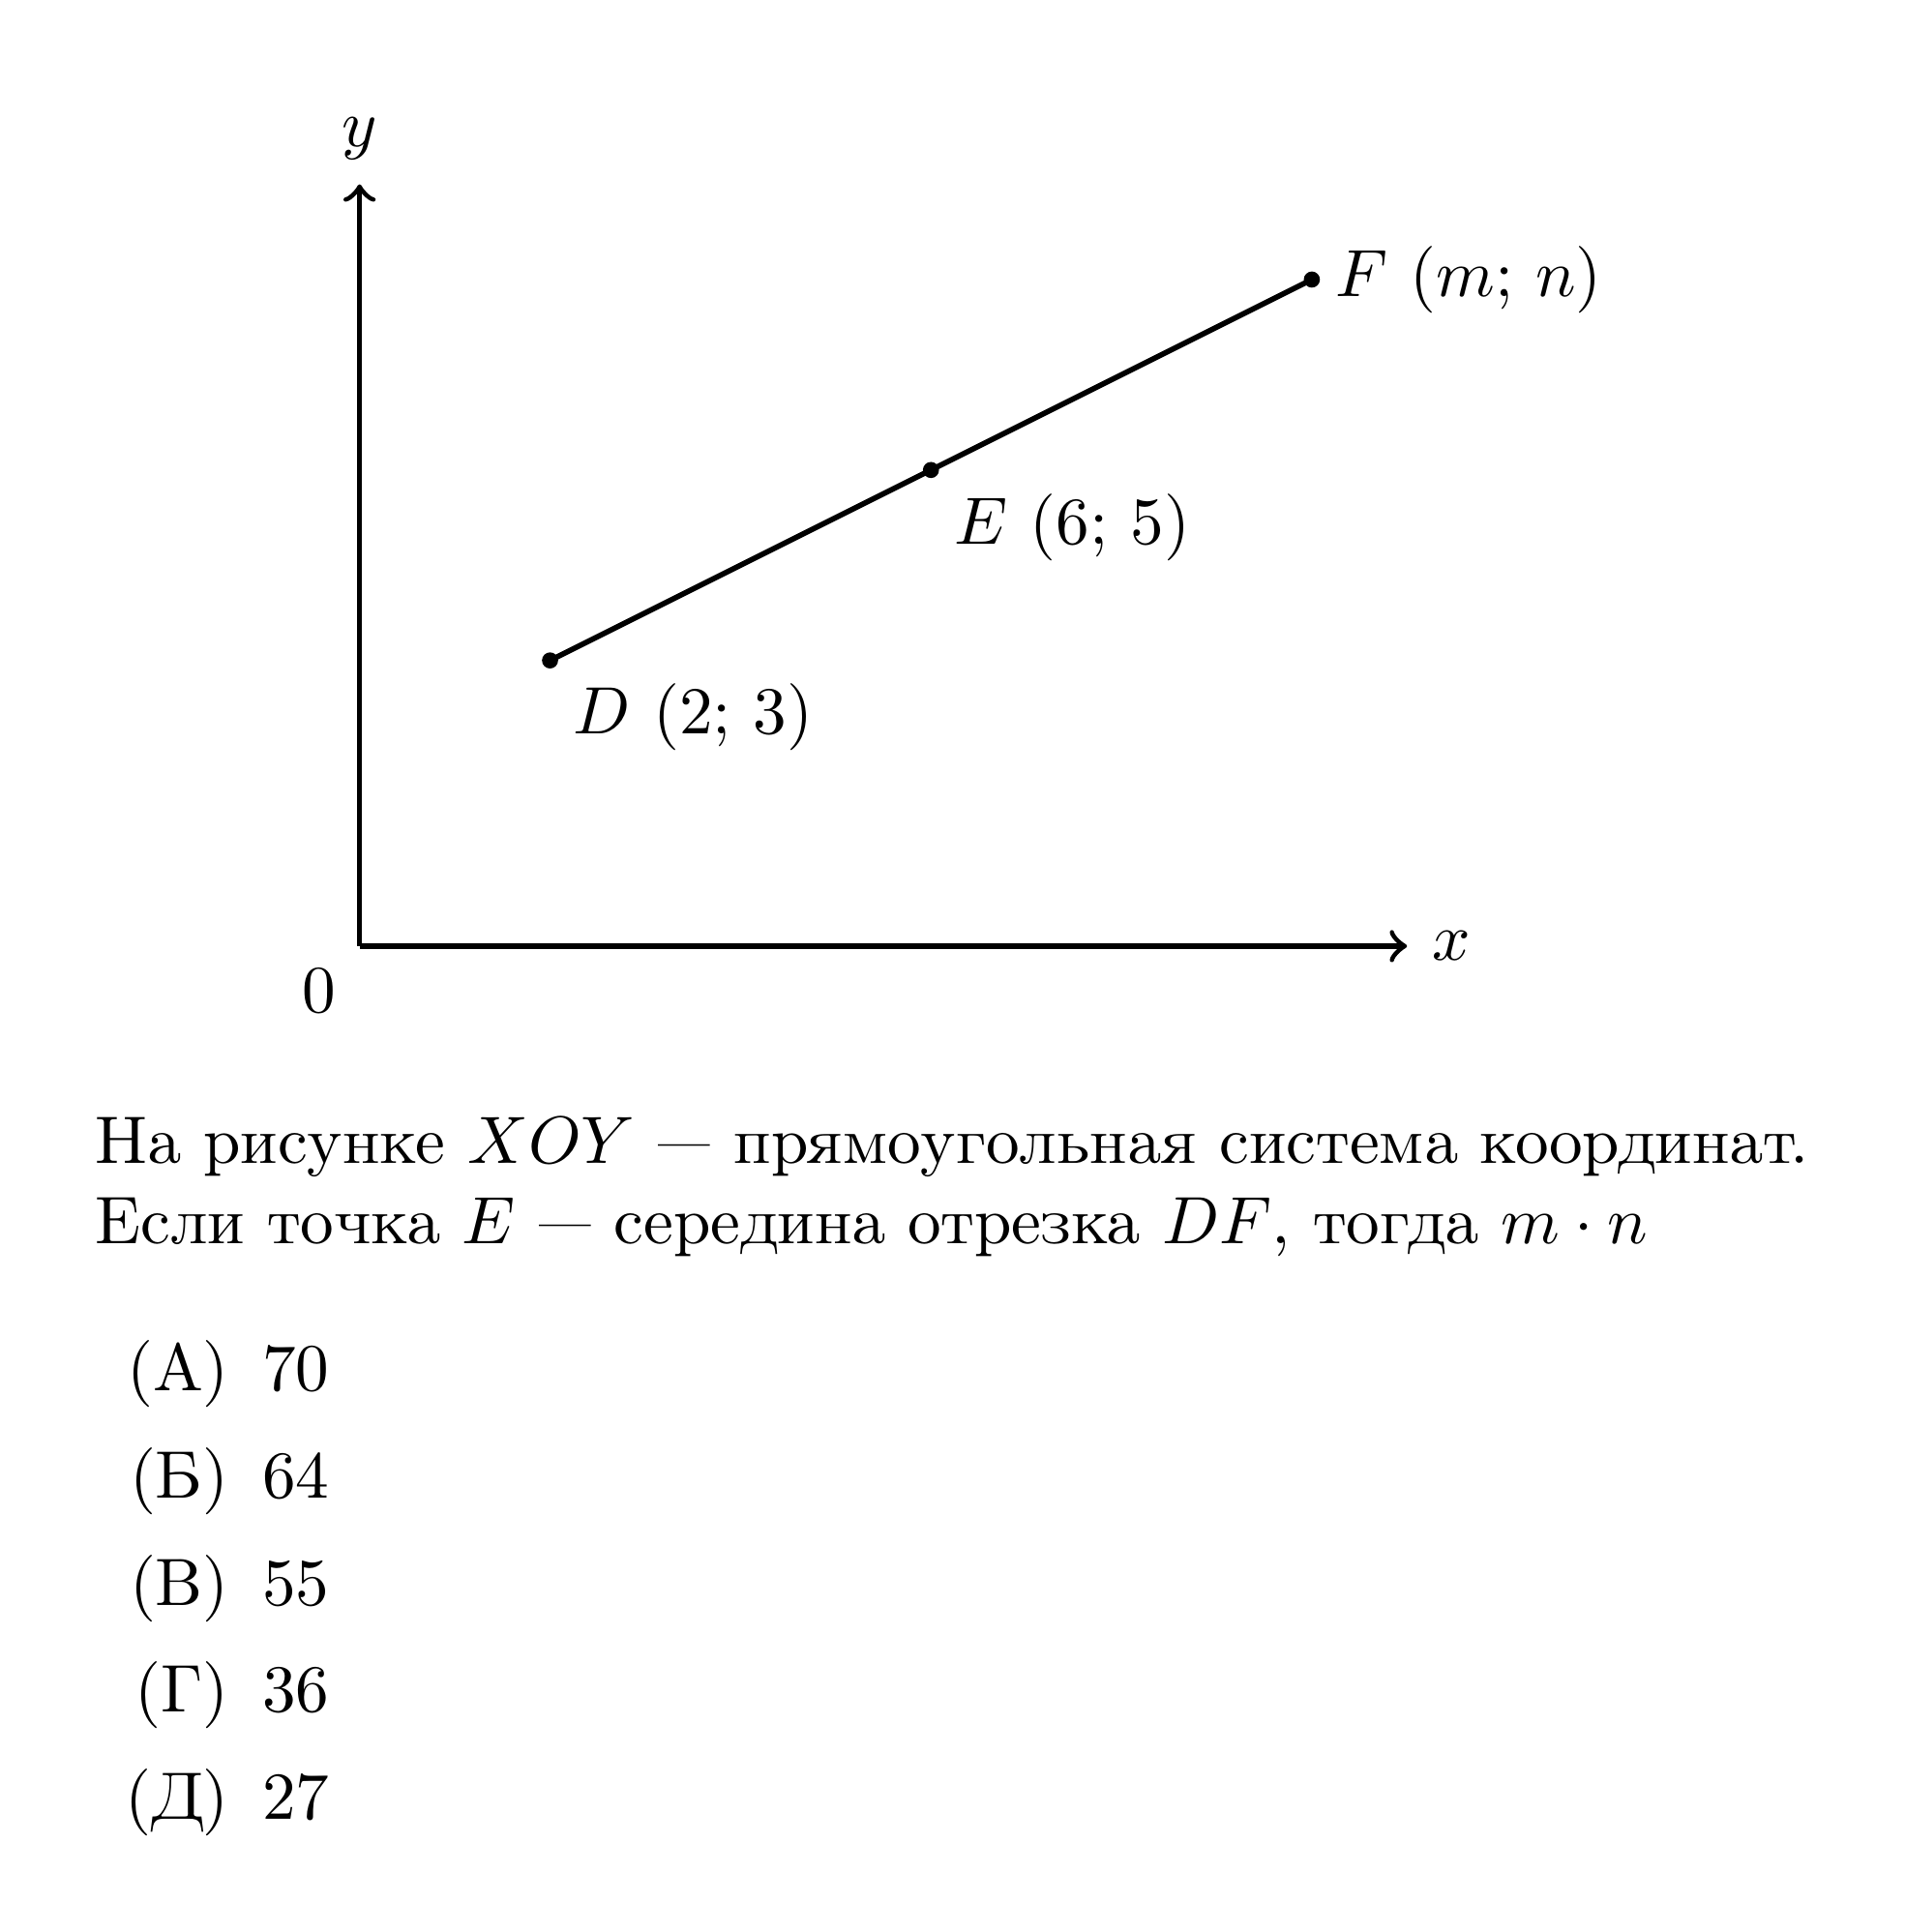 y
F (m; n)
E (6; 5)
D (2; 3)
x
0
На рисунке XOY — прямоугольная система координат.
Если точка E — середина отрезка DF, тогда m · n
(А) 70
(Б) 64
(В) 55
(Г) 36
(Д) 27